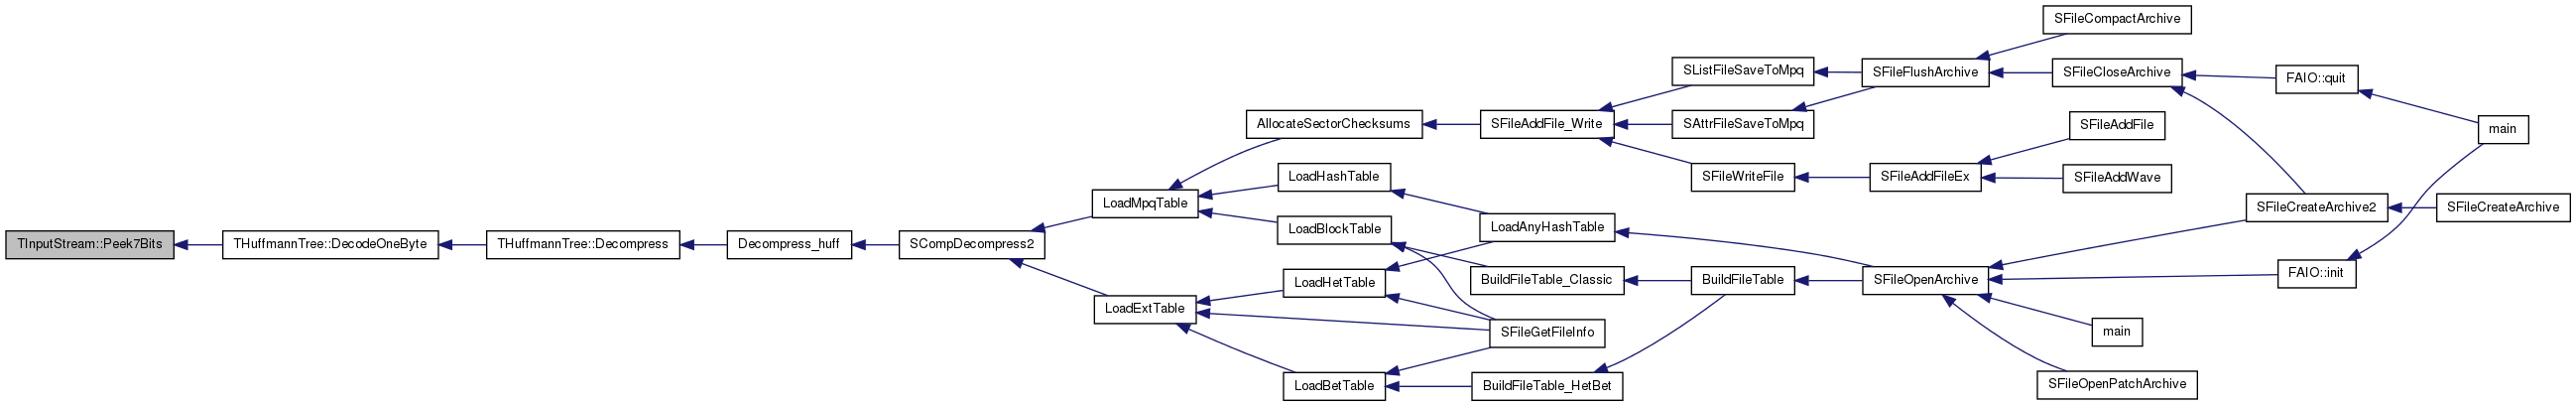 TInputStream::Peek7Bits
THuffmannTree::DecodeOneByte
THuffmannTree::Decompress
Decompress_huff
SCompDecompress2
LoadMpqTable
LoadExtTable
AllocateSectorChecksums
LoadHashTable
LoadBlockTable
LoadHetTable
LoadBetTable
SFileAddFile_Write
LoadAnyHashTable
BuildFileTable_Classic
SFileGetFileInfo
BuildFileTable_HetBet
SListFileSaveToMpq
SAttrFileSaveToMpq
SFileWriteFile
BuildFileTable
SFileFlushArchive
SFileAddFileEx
SFileOpenArchive
SFileCompactArchive
SFileCloseArchive
SFileAddFile
SFileAddWave
main
SFileOpenPatchArchive
FAIO::quit
SFileCreateArchive2
FAIO::init
main
SFileCreateArchive